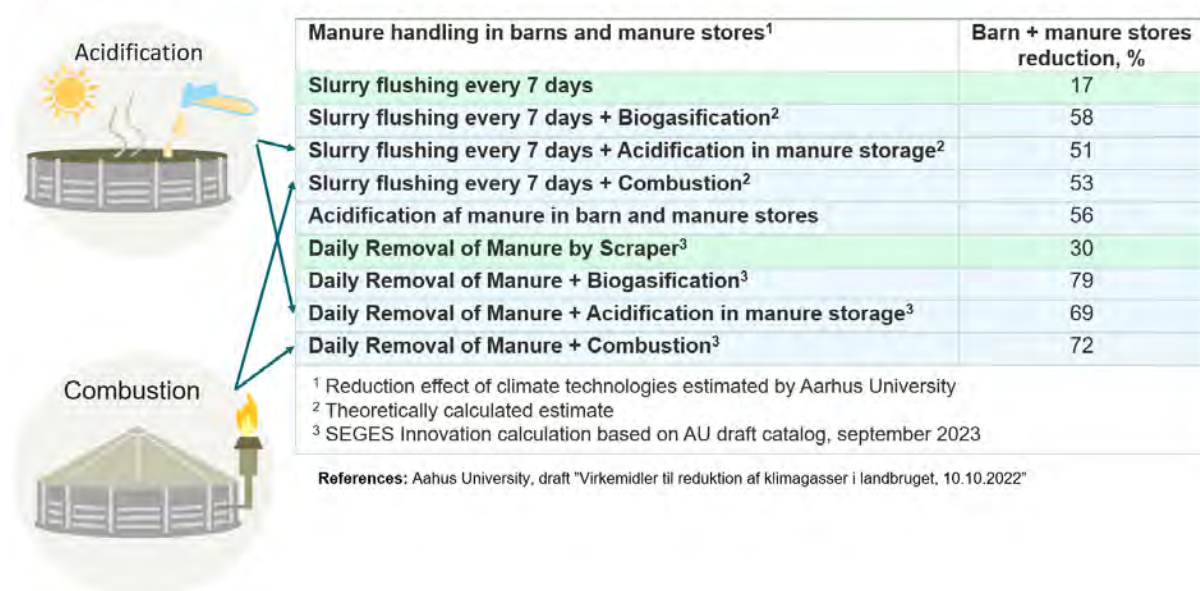 Acidification
Combustion
Manure handling in barns and manure stores¹ Barn + manure stores
reduction, %
Slurry flushing every 7 days 17
Slurry flushing every 7 days + Biogasification² 58
Slurry flushing every 7 days + Acidification in manure storage² 51
Slurry flushing every 7 days + Combustion² 53
Acidification af manure in barn and manure stores 56
Daily Removal of Manure by Scraper³ 30
Daily Removal of Manure + Biogasification³ 79
Daily Removal of Manure + Acidification in manure storage³ 69
Daily Removal of Manure + Combustion³ 72
¹ Reduction effect of climate technologies estimated by Aarhus University
² Theoretically calculated estimate
³ SEGES Innovation calculation based on AU draft catalog, september 2023
References: Aahus University, draft "Virkemidler til reduktion af klimagasser i landbruget, 10.10.2022"